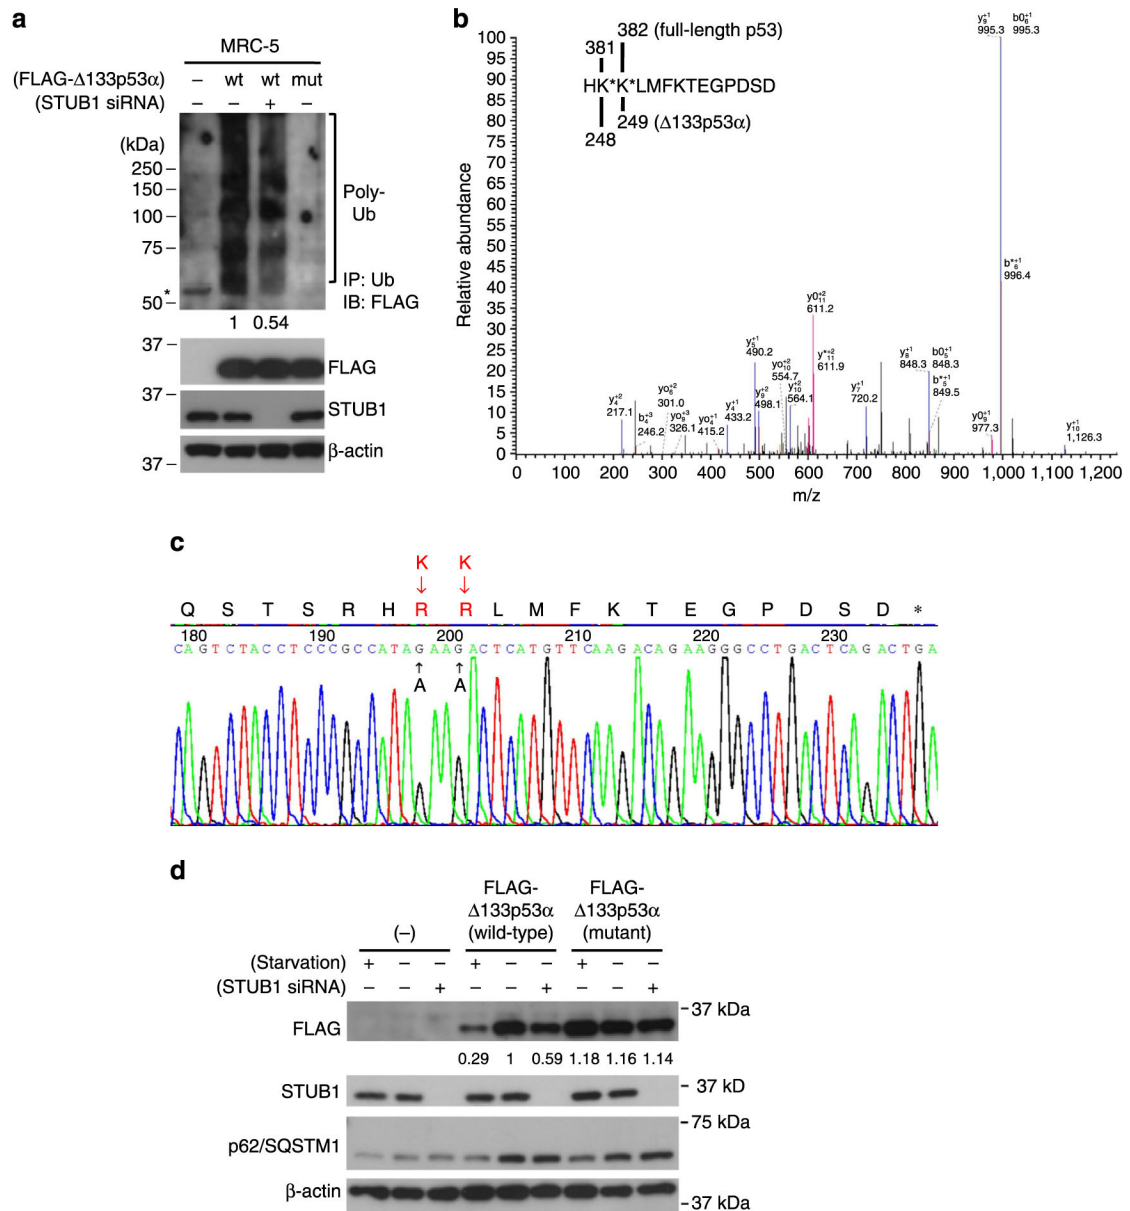 a
MRC-5
(FLAG-Δ133p53α) – wt wt mut
(STUB1 siRNA) – – + –
(kDa)
250
150
100
75
50
*
Poly-
Ub
IP: Ub
IB: FLAG
1 0.54
37
FLAG
37
STUB1
β-actin
37
b
382 (full-length p53)
381
HK*K*LMFKTEGPDSD
249 (Δ133p53α)
248
Relative abundance
100
95
90
85
80
75
70
65
60
55
50
45
40
35
30
25
20
15
10
5
0
0 100 200 300 400 500 600 700 800 900 1,000 1,100 1,200
m/z
y₉⁺¹ b0₆⁺¹
995.3 995.3
b*₆⁺¹
996.4
y0₁₁⁺²
611.2
y*₁₁⁺²
611.9
y₅⁺¹
490.2
y0₁₀⁺²
554.7
y₉⁺²
498.1
y₁₀⁺²
564.1
y₈⁺¹ b0₅⁺¹
848.3 848.3
b*₅⁺¹
849.5
y₇⁺¹
720.2
y₄⁺²
217.1
b₄⁺³
246.2
301.0
y0₉⁺³
326.1
y0₄⁺¹
415.2
y₄⁺¹
433.2
y0₉⁺¹
977.3
y₁₀⁺¹
1,126.3
c
K K
↓ ↓
Q S T S R H R R L M F K T E G P D S D *
180 190 200 210 220 230
CAGTCTACCTCCCGCCATAGAAGACTCATGTTCAAGACAGAAGGGCCTGACTCAGACTGA
↑ ↑
A A
d
(–)
FLAG-
Δ133p53α
(wild-type)
FLAG-
Δ133p53α
(mutant)
(Starvation) + – – + – – + – –
(STUB1 siRNA) – – + – – + – – +
FLAG
37 kDa
0.29 1 0.59 1.18 1.16 1.14
STUB1
37 kD
75 kDa
p62/SQSTM1
β-actin
37 kDa